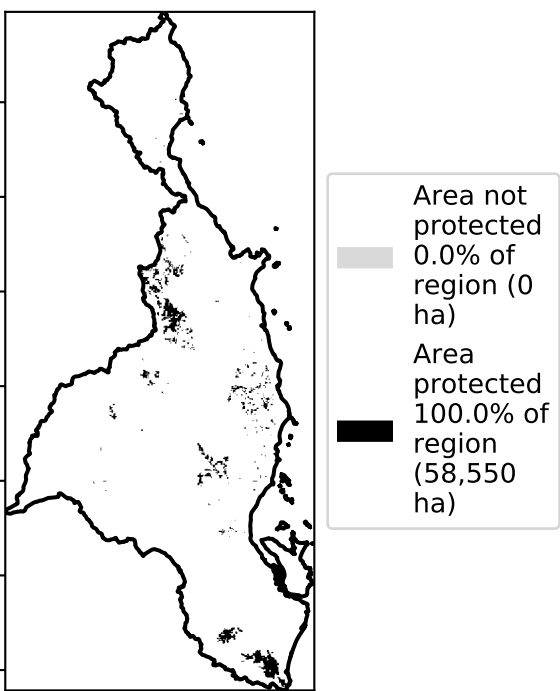 Area not
protected
0.0% of
region (0
ha)
Area
protected
100.0% of
region
(58,550
ha)